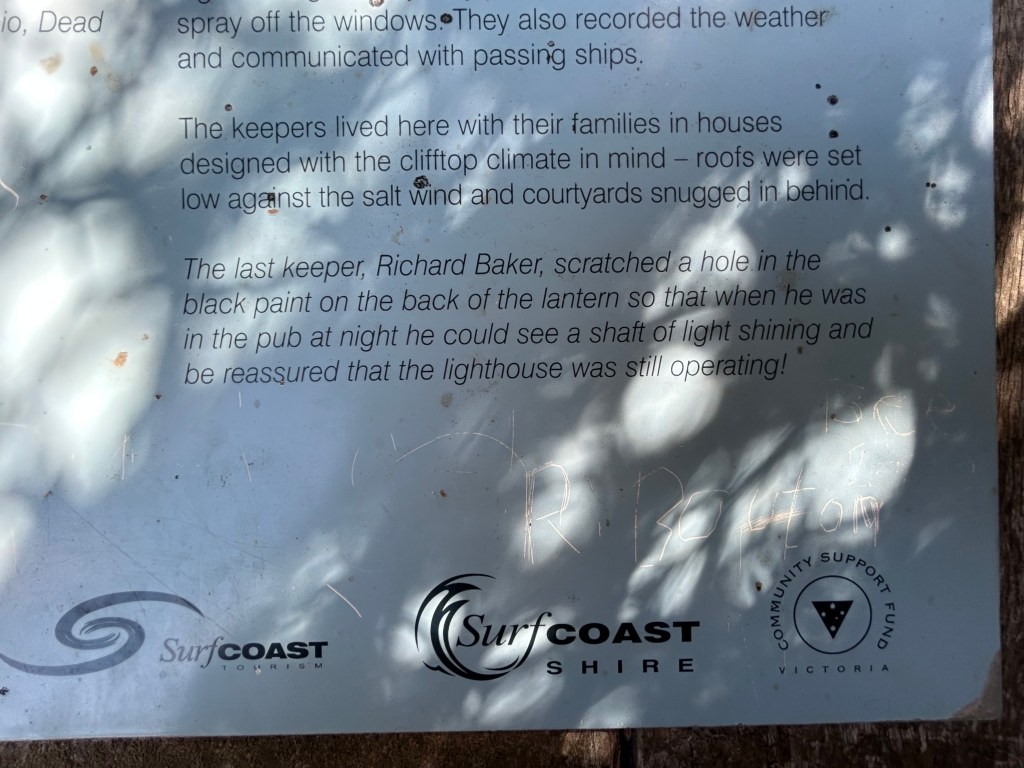 io, Dead
spray off the windows. They also recorded the weather
and communicated with passing ships.
The keepers lived here with their families in houses
designed with the clifftop climate in mind – roofs were set
low against the salt wind and courtyards snugged in behind.
The last keeper, Richard Baker, scratched a hole in the
black paint on the back of the lantern so that when he was
in the pub at night he could see a shaft of light shining and
be reassured that the lighthouse was still operating!
R. Boyton
SurfCOAST
TOURISM
SurfCOAST
SHIRE
COMMUNITY SUPPORT FUND
VICTORIA